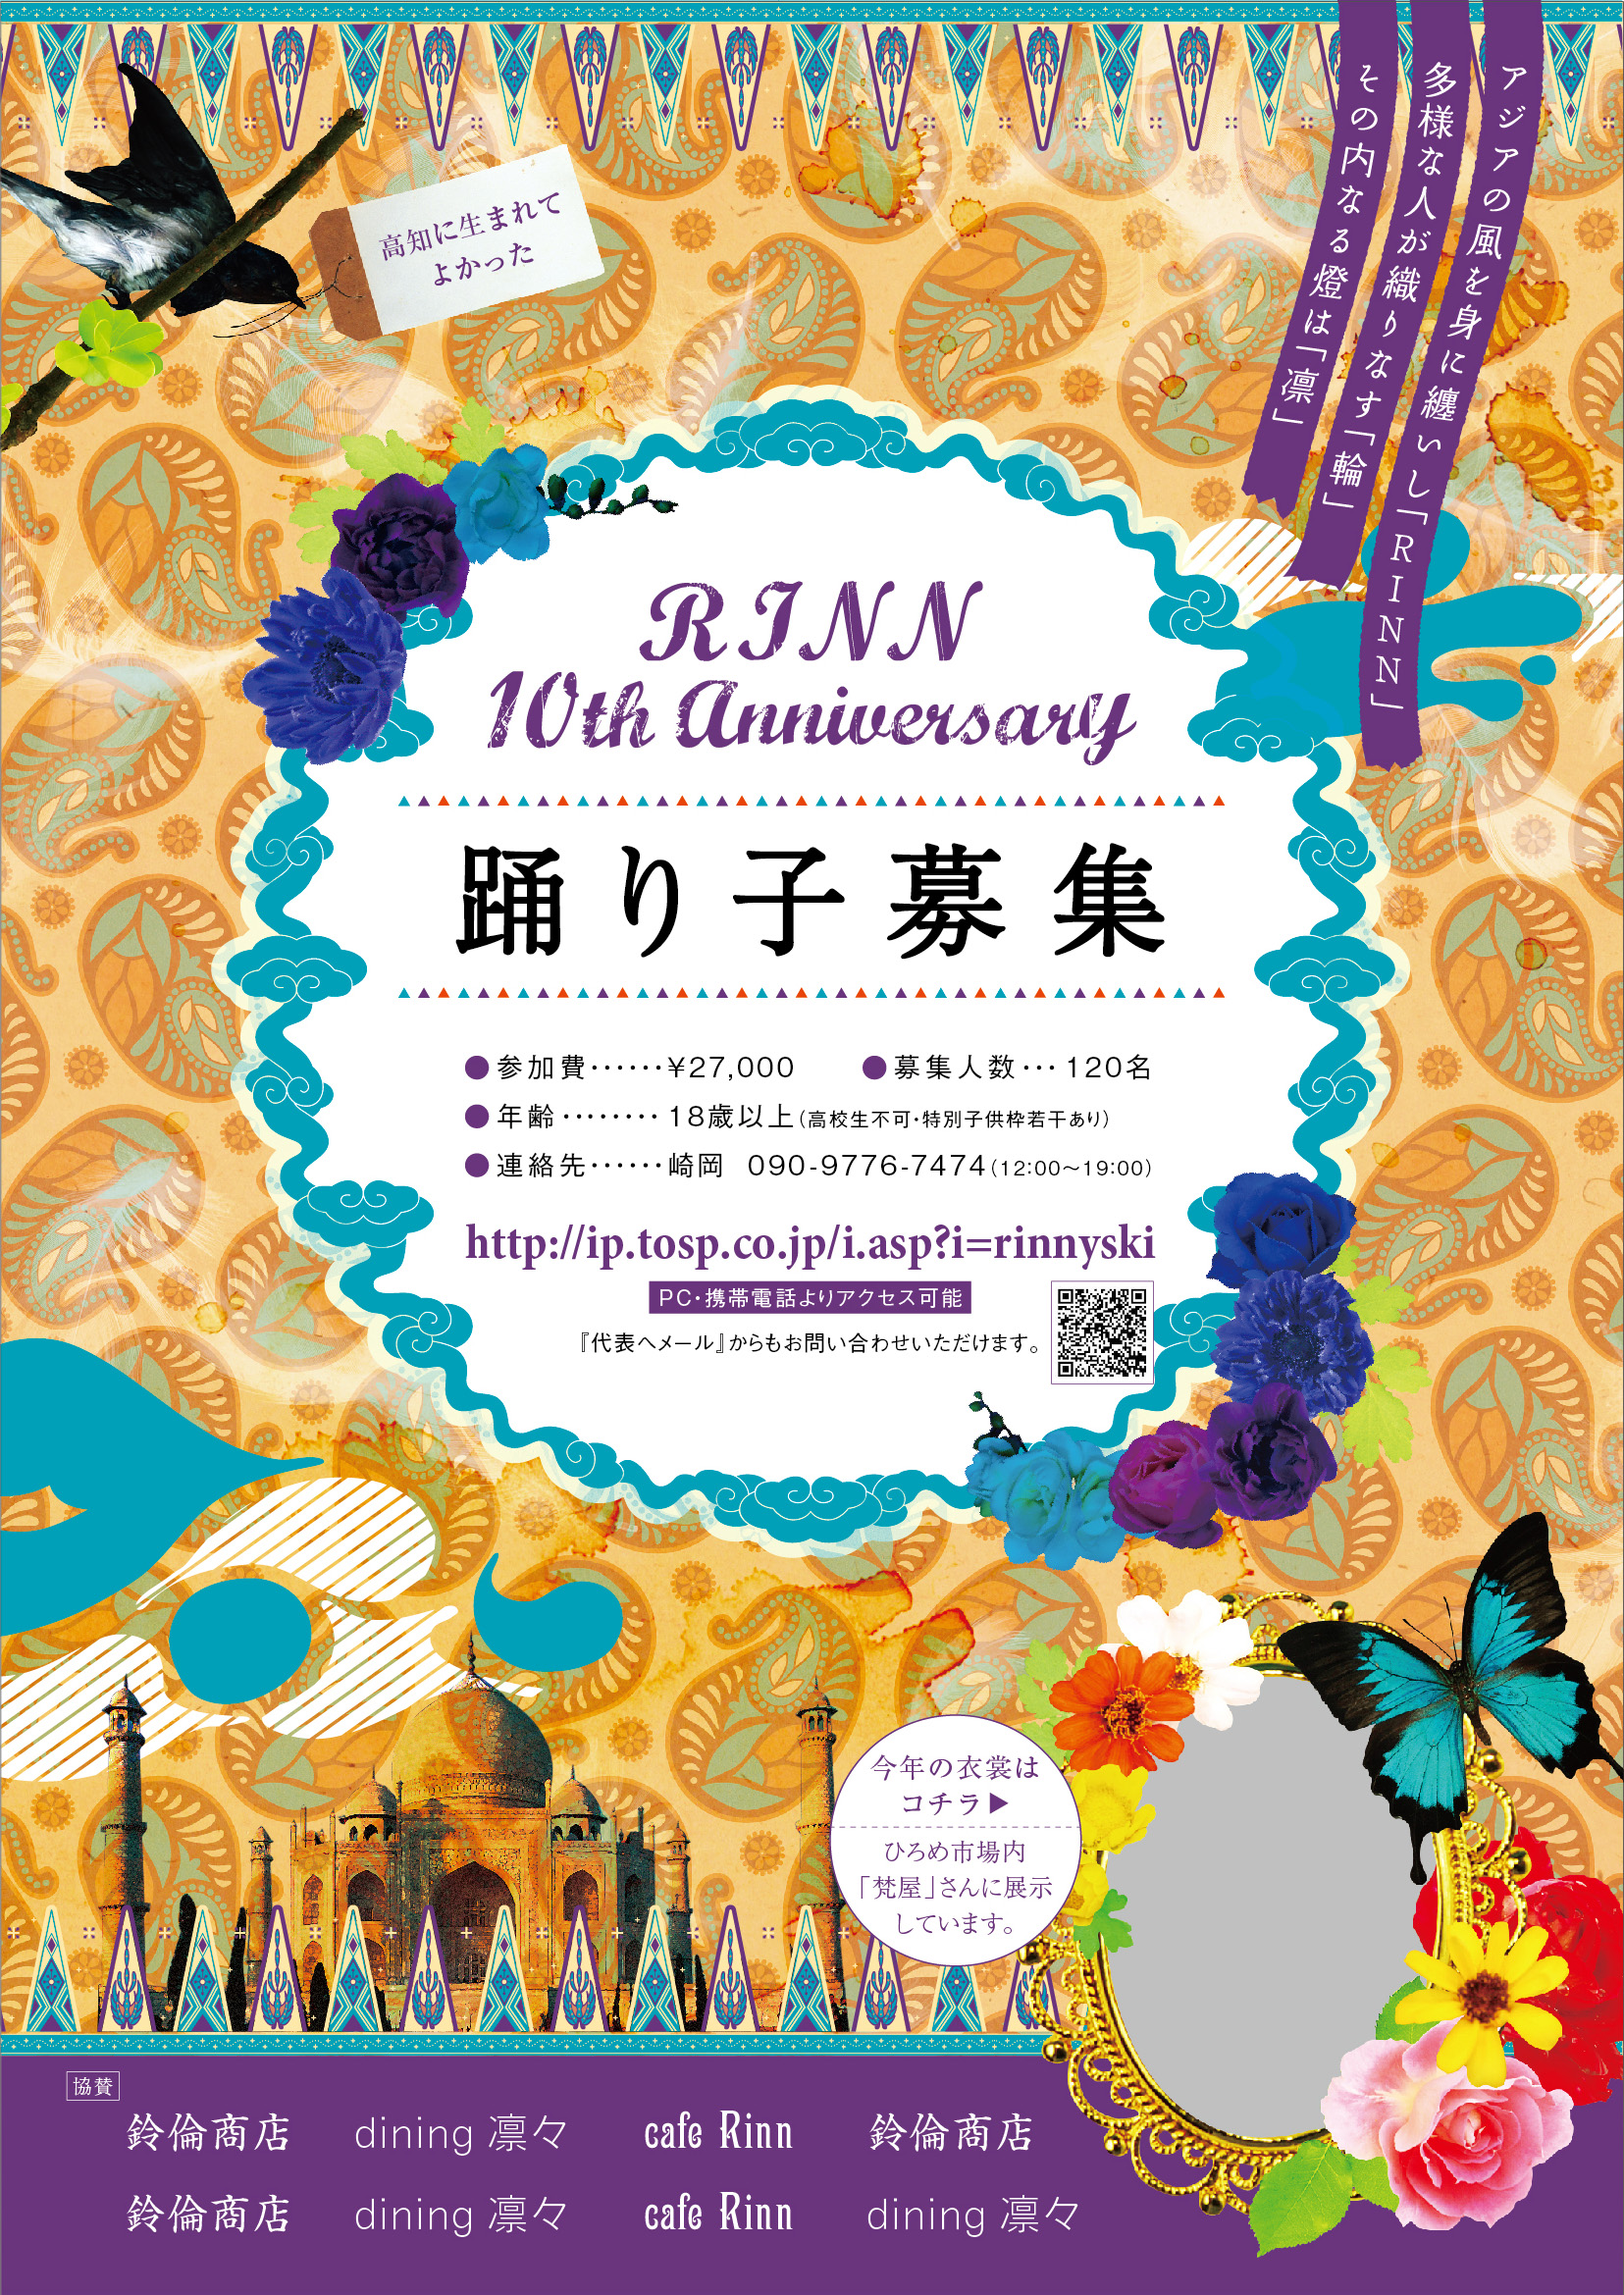 アジアの風を身に纏いし「RINN」
多様な人が織りなす「輪」
その内なる燈は「凛」
高知に生まれて
よかった
RINN
10th Anniversary
踊り子募集
●参加費……¥27,000 ●募集人数…120名
●年齢………18歳以上(高校生不可・特別子供枠若干あり)
●連絡先……崎岡 090-9776-7474(12:00〜19:00)
http://ip.tosp.co.jp/i.asp?i=rinnyski
PC・携帯電話よりアクセス可能
『代表へメール』からもお問い合わせいただけます。
今年の衣裳は
コチラ▶
ひろめ市場内
「梵屋」さんに展示
しています。
協賛
鈴倫商店 dining 凛々 cafe Rinn 鈴倫商店
鈴倫商店 dining 凛々 cafe Rinn dining 凛々